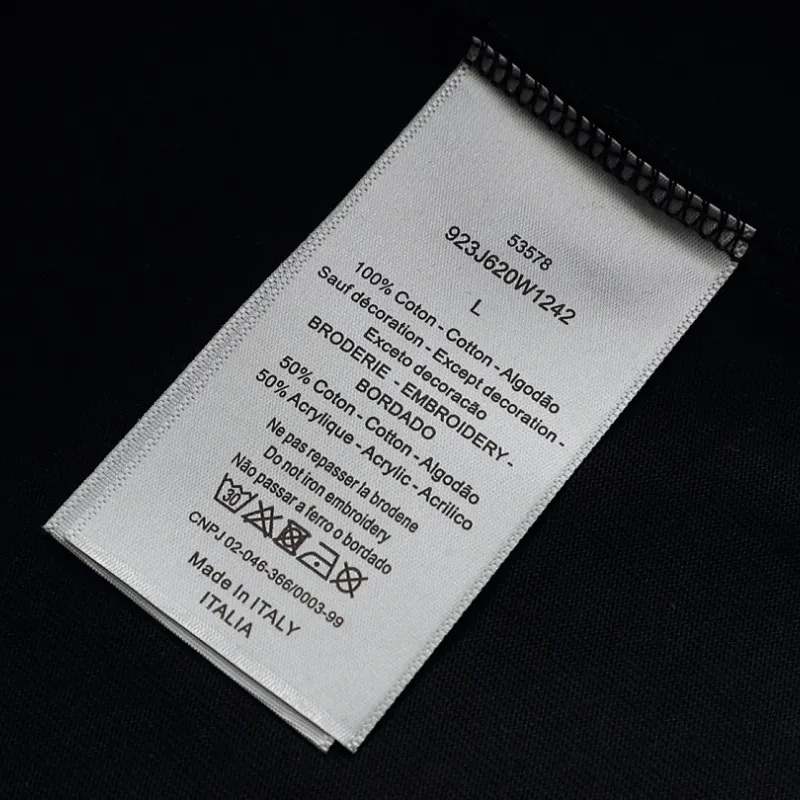 53578
923J620W1242
L
100% Coton - Cotton - Algodão
Sauf décoration - Except decoration -
Exceto decoracão
BRODERIE - EMBROIDERY -
BORDADO
50% Coton - Cotton - Algodão
50% Acrylique - Acrylic - Acrilico
Ne pas repasser la brodene
Do not iron embroidery
Não passar a ferro o bordado
30
CNPJ 02-046-366/0003-99
Made In ITALY
ITALIA